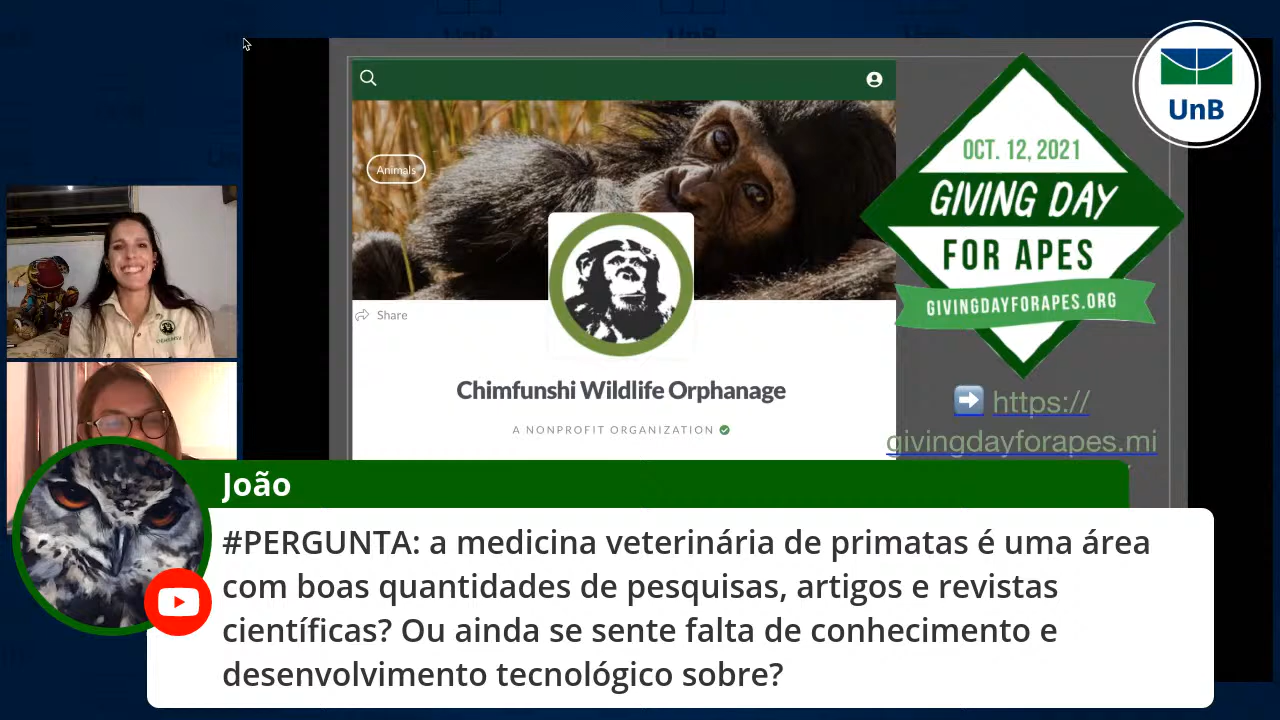 UnB
Animals
OCT. 12, 2021
GIVING DAY
FOR APES
GIVINGDAYFORAPES.ORG
Share
Chimfunshi Wildlife Orphanage
A NONPROFIT ORGANIZATION
https://
givingdayforapes.mi
João
#PERGUNTA: a medicina veterinária de primatas é uma área
com boas quantidades de pesquisas, artigos e revistas
científicas? Ou ainda se sente falta de conhecimento e
desenvolvimento tecnológico sobre?